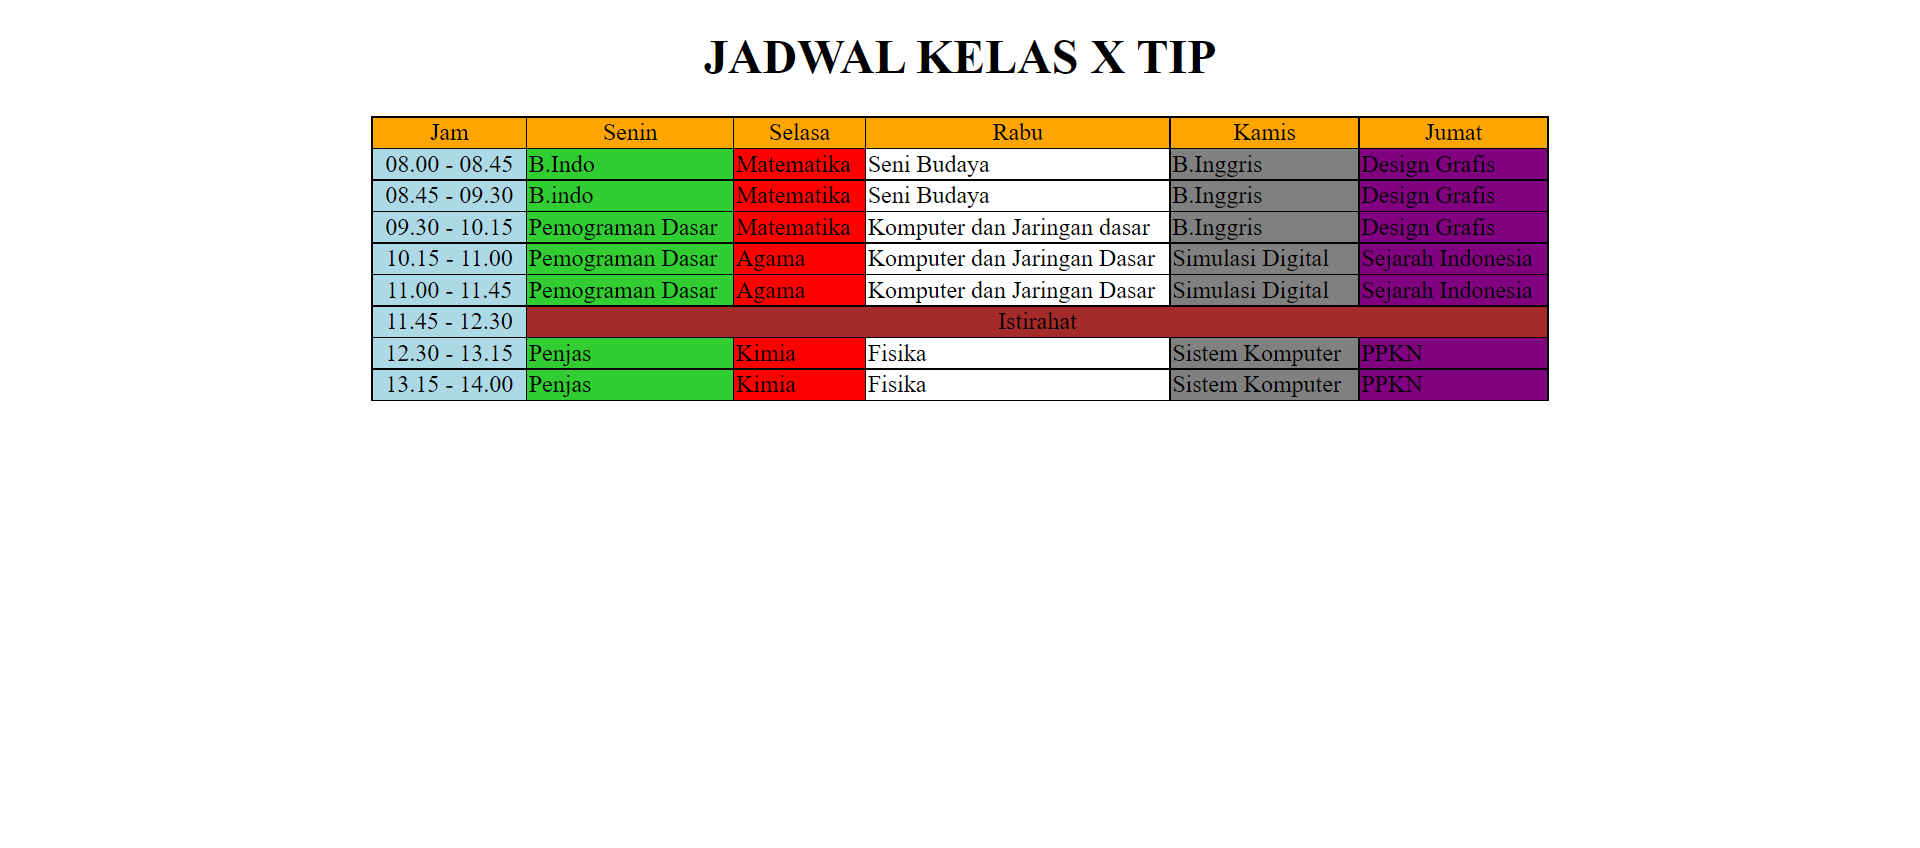 JADWAL KELAS X TIP
Jam Senin Selasa Rabu Kamis Jumat
08.00 - 08.45 B.Indo Matematika Seni Budaya B.Inggris Design Grafis
08.45 - 09.30 B.indo Matematika Seni Budaya B.Inggris Design Grafis
09.30 - 10.15 Pemograman Dasar Matematika Komputer dan Jaringan dasar B.Inggris Design Grafis
10.15 - 11.00 Pemograman Dasar Agama Komputer dan Jaringan Dasar Simulasi Digital Sejarah Indonesia
11.00 - 11.45 Pemograman Dasar Agama Komputer dan Jaringan Dasar Simulasi Digital Sejarah Indonesia
11.45 - 12.30 Istirahat
12.30 - 13.15 Penjas Kimia Fisika Sistem Komputer PPKN
13.15 - 14.00 Penjas Kimia Fisika Sistem Komputer PPKN